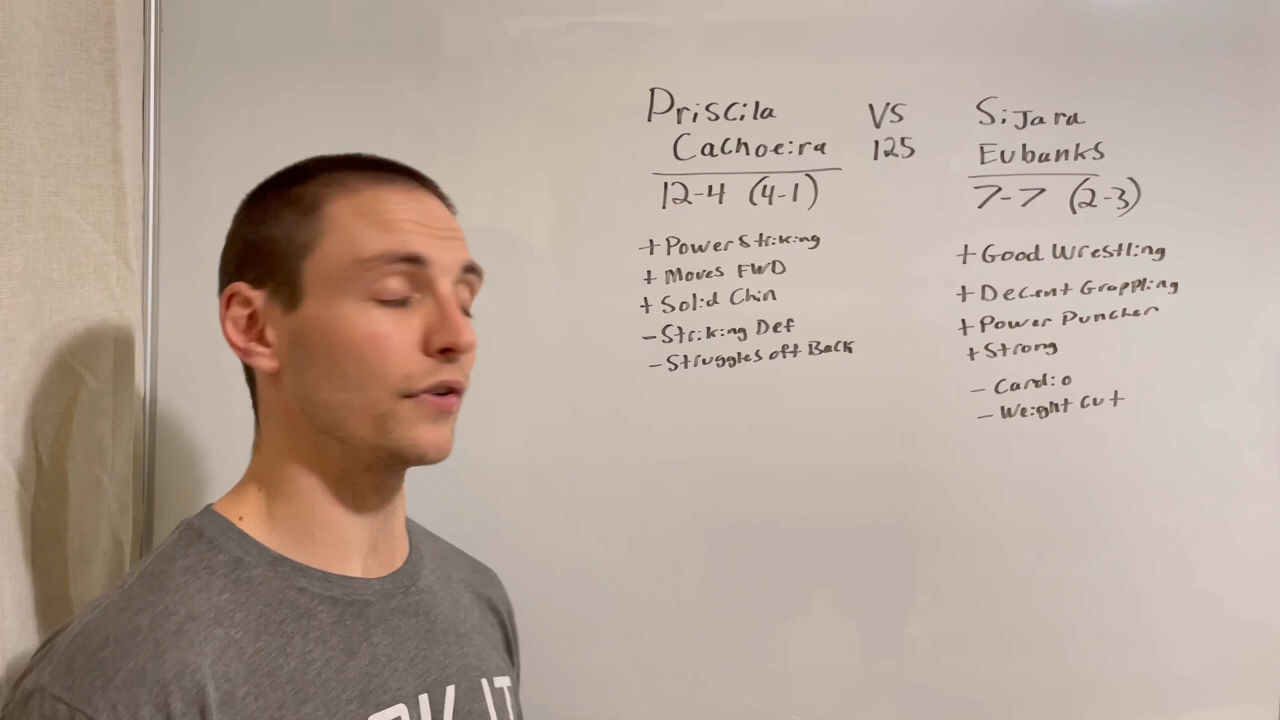 Priscila
Cachoeira
12-4 (4-1)
+ Power Striking
+ Moves FWD
+ Solid Chin
- Striking Def
- Struggles off Back
VS
125
Sijara
Eubanks
7-7 (2-3)
+ Good Wrestling
+ Decent Grappling
+ Power Puncher
+ Strong
- Cardio
- Weight Cut
IT